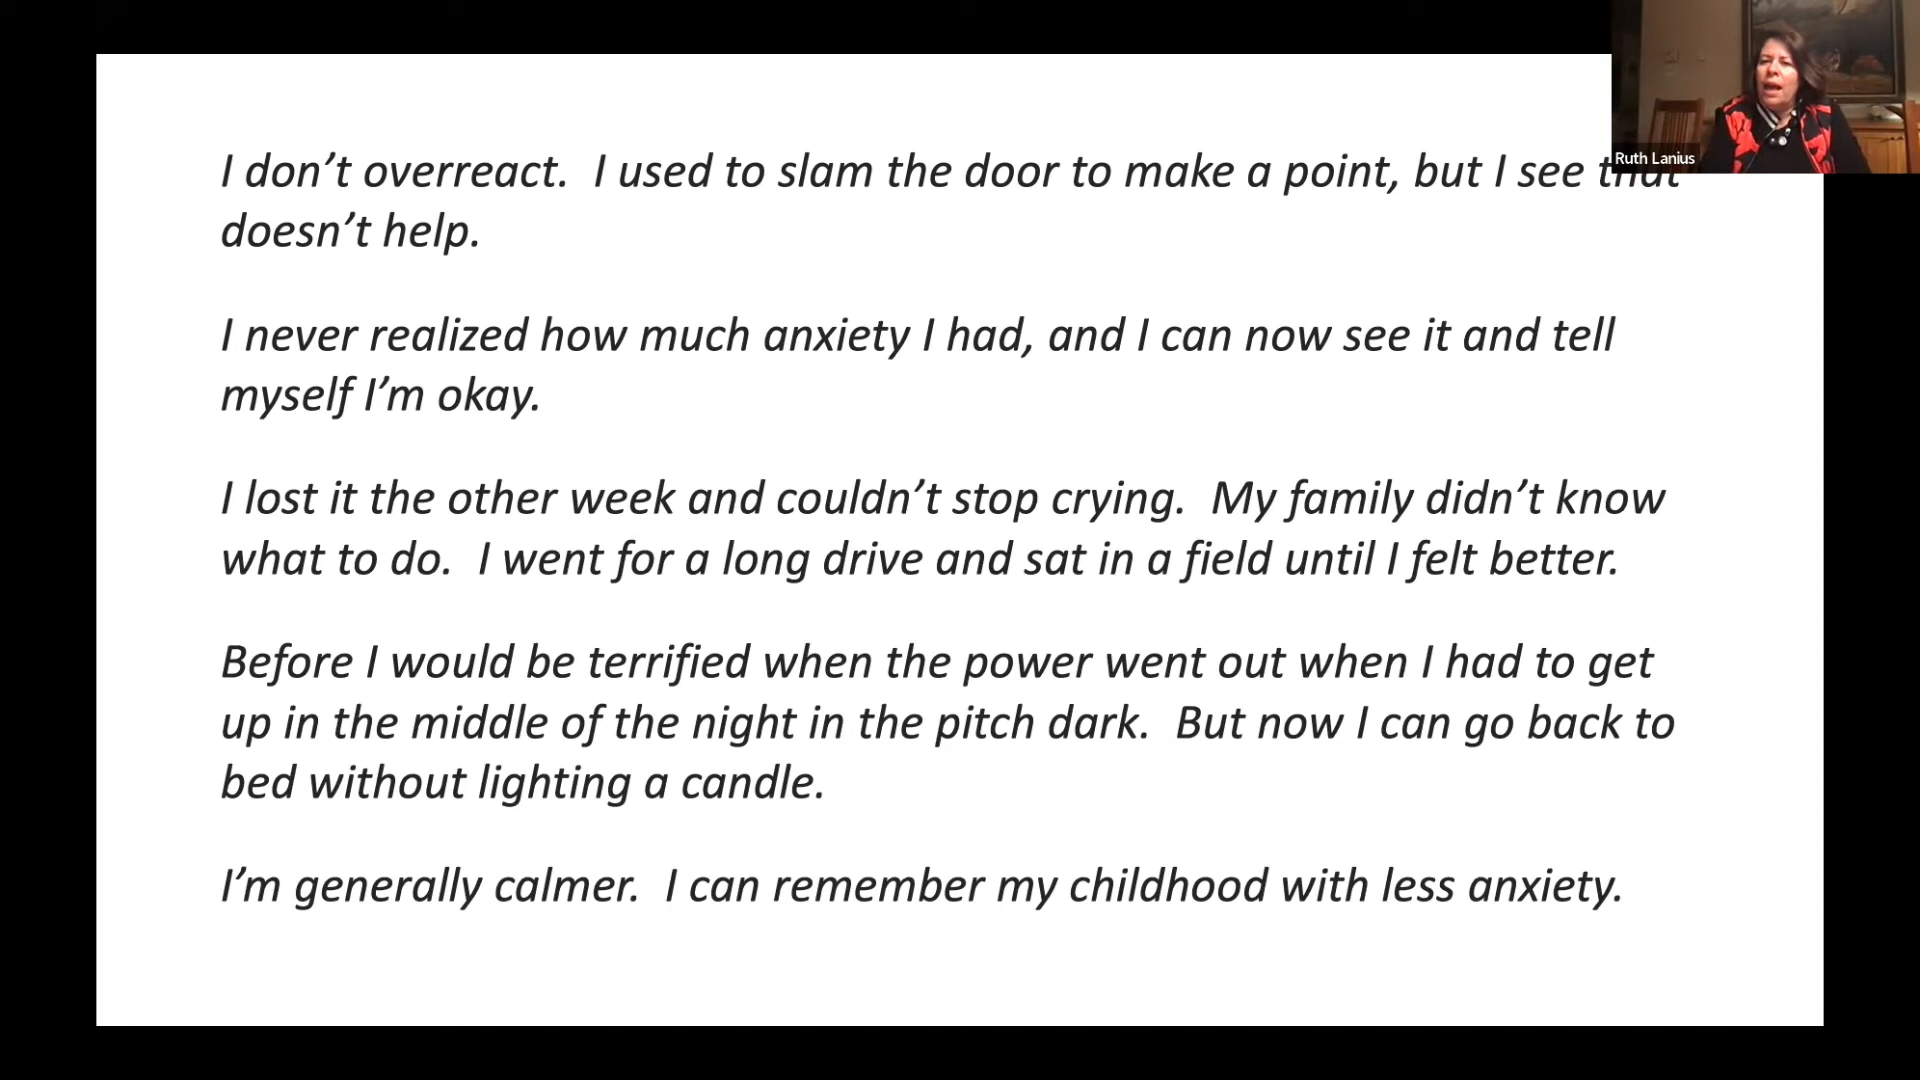 I don’t overreact.  I used to slam the door to make a point, but I see that
doesn’t help.
I never realized how much anxiety I had, and I can now see it and tell
myself I’m okay.
I lost it the other week and couldn’t stop crying.  My family didn’t know
what to do.  I went for a long drive and sat in a field until I felt better.
Before I would be terrified when the power went out when I had to get
up in the middle of the night in the pitch dark.  But now I can go back to
bed without lighting a candle.
I’m generally calmer.  I can remember my childhood with less anxiety.
Ruth Lanius